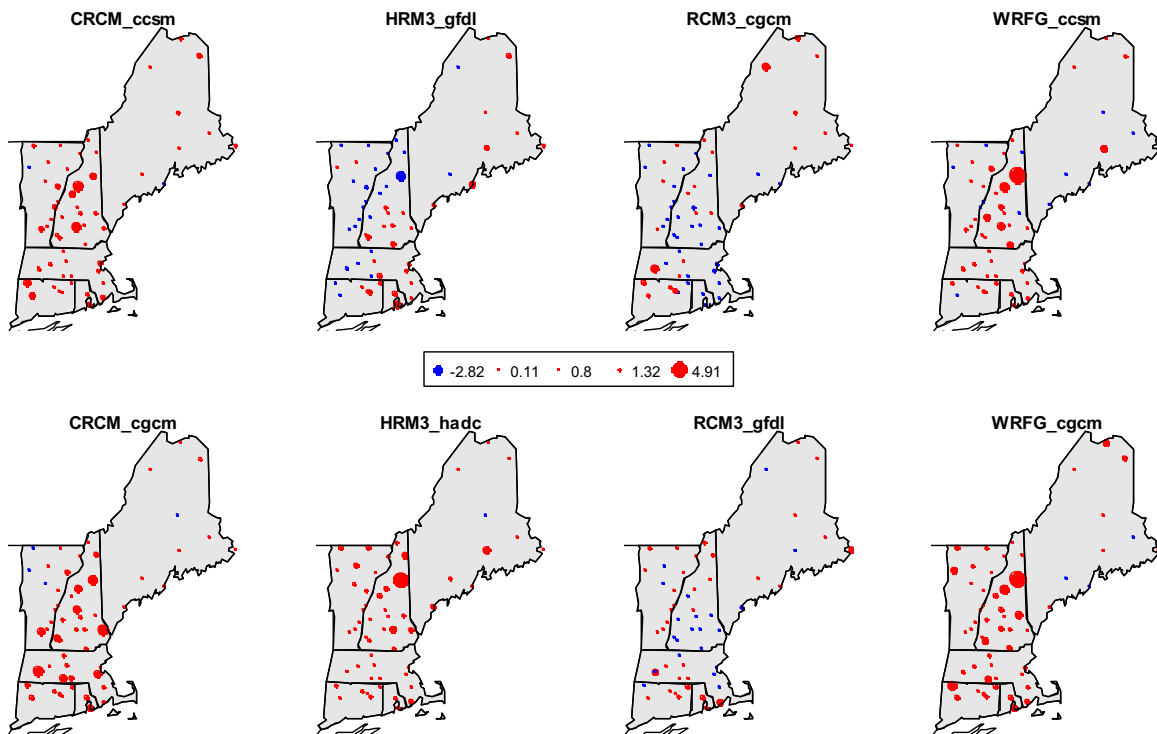 CRCM_ccsm HRM3_gfdl RCM3_cgcm WRFG_ccsm
-2.82 0.11 0.8 1.32 4.91
CRCM_cgcm HRM3_hadc RCM3_gfdl WRFG_cgcm